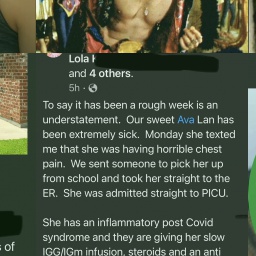 Lola
and 4 others.
5h
To say it has been a rough week is an
understatement. Our sweet Ava Lan has
been extremely sick. Monday she texted
me that she was having horrible chest
pain. We sent someone to pick her up
from school and took her straight to the
ER. She was admitted straight to PICU.
She has an inflammatory post Covid
syndrome and they are giving her slow
IGG/IGm infusion, steroids and an anti
s of